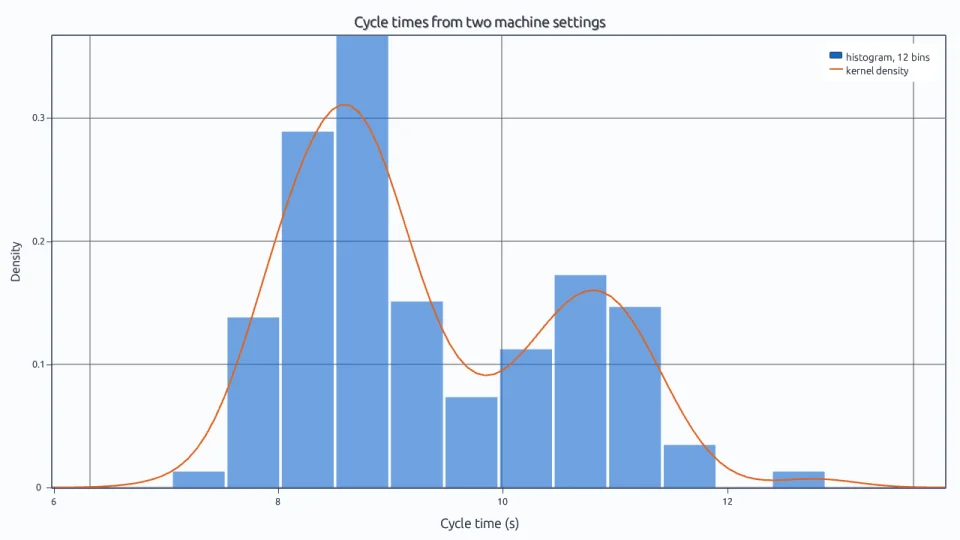 Cycle times from two machine settings
histogram, 12 bins
kernel density
Density
0.3
0.2
0.1
0
6
8
10
12
Cycle time (s)